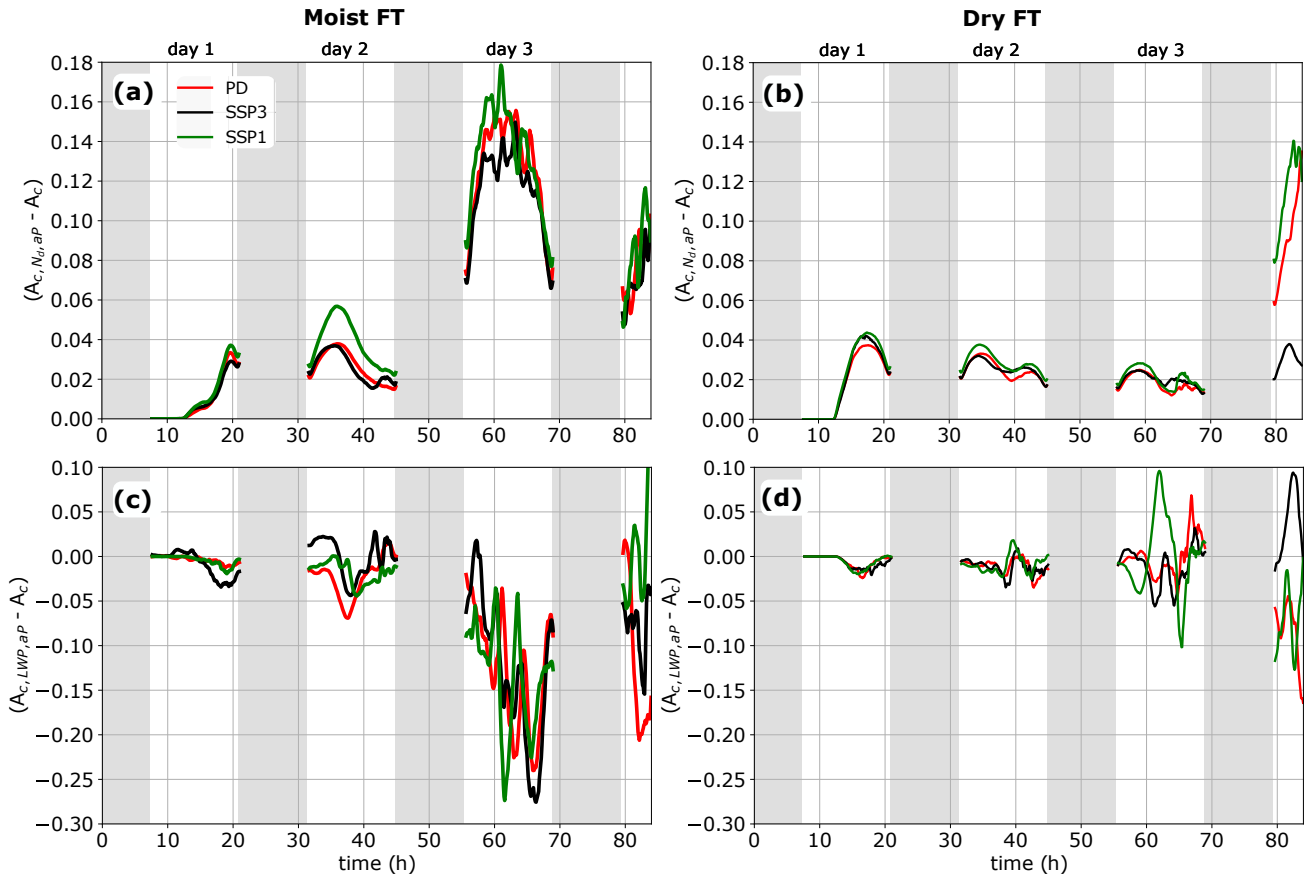 Moist FT
Dry FT
day 1
day 2
day 3
day 1
day 2
day 3
(a)
PD
SSP3
SSP1
(A_{c,N_d,aP} - A_c)
0.18
0.16
0.14
0.12
0.10
0.08
0.06
0.04
0.02
0.00
0 10 20 30 40 50 60 70 80
(b)
(A_{c,N_d,aP} - A_c)
0.18
0.16
0.14
0.12
0.10
0.08
0.06
0.04
0.02
0.00
0 10 20 30 40 50 60 70 80
(c)
(A_{c,LWP,aP} - A_c)
0.10
0.05
0.00
−0.05
−0.10
−0.15
−0.20
−0.25
−0.30
0 10 20 30 40 50 60 70 80
time (h)
(d)
(A_{c,LWP,aP} - A_c)
0.10
0.05
0.00
−0.05
−0.10
−0.15
−0.20
−0.25
−0.30
0 10 20 30 40 50 60 70 80
time (h)